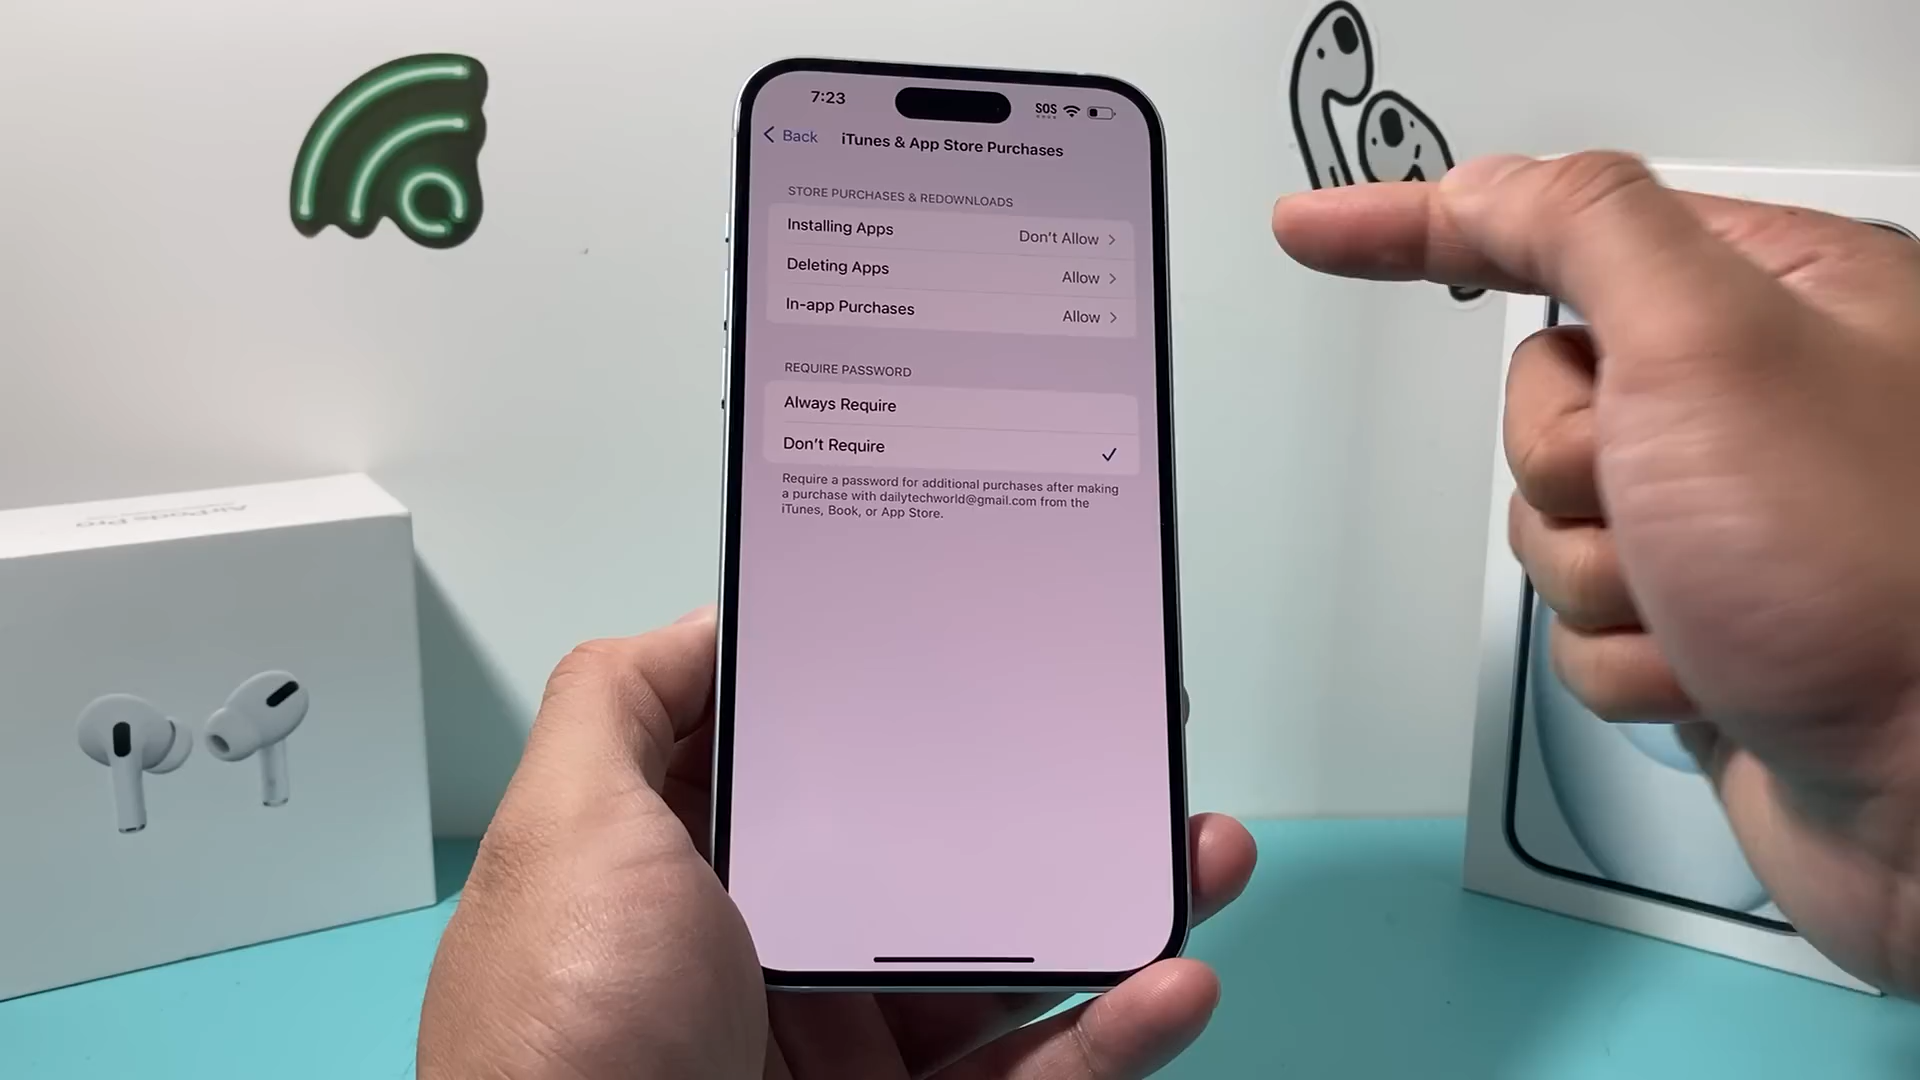 7:23
SOS
Back
iTunes & App Store Purchases
STORE PURCHASES & REDOWNLOADS
Installing Apps Don't Allow
Deleting Apps Allow
In-app Purchases Allow
REQUIRE PASSWORD
Always Require
Don't Require
Require a password for additional purchases after making
a purchase with dailytechworld@gmail.com from the
iTunes, Book, or App Store.
AirPods Pro